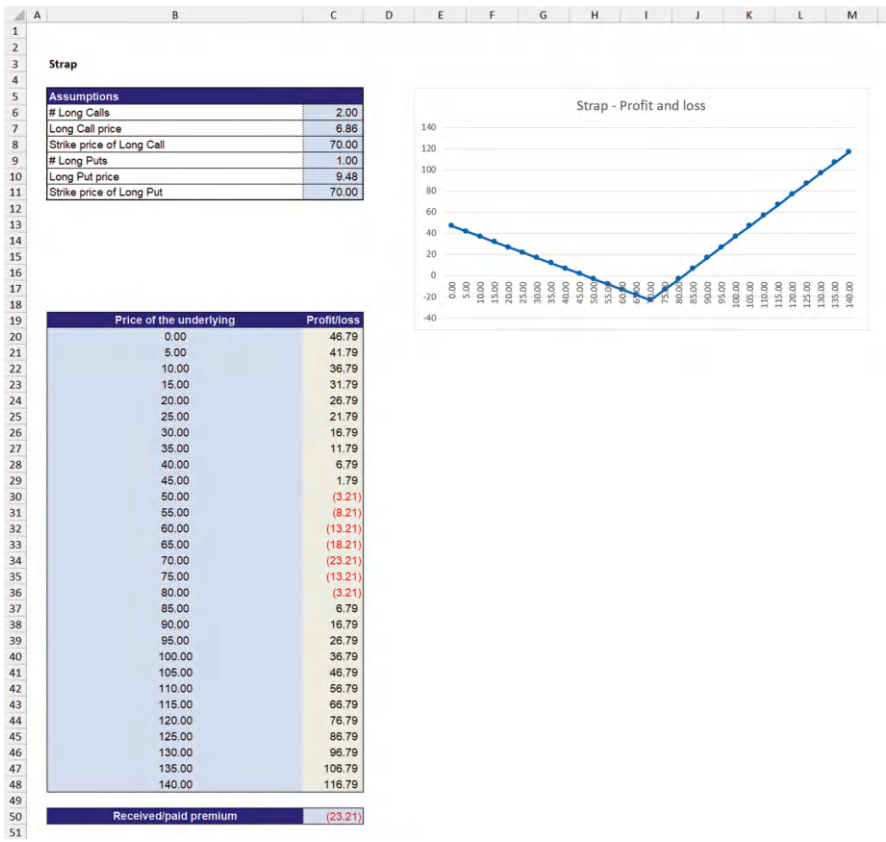 A B C D E F G H I J K L M
1
2
3 Strap
4
5 Assumptions
6 # Long Calls 2.00
7 Long Call price 6.86
8 Strike price of Long Call 70.00
9 # Long Puts 1.00
10 Long Put price 9.48
11 Strike price of Long Put 70.00
12
13
14
15
16
17
18
19 Price of the underlying Profit/loss
20 0.00 46.79
21 5.00 41.79
22 10.00 36.79
23 15.00 31.79
24 20.00 26.79
25 25.00 21.79
26 30.00 16.79
27 35.00 11.79
28 40.00 6.79
29 45.00 1.79
30 50.00 (3.21)
31 55.00 (8.21)
32 60.00 (13.21)
33 65.00 (18.21)
34 70.00 (23.21)
35 75.00 (13.21)
36 80.00 (3.21)
37 85.00 6.79
38 90.00 16.79
39 95.00 26.79
40 100.00 36.79
41 105.00 46.79
42 110.00 56.79
43 115.00 66.79
44 120.00 76.79
45 125.00 86.79
46 130.00 96.79
47 135.00 106.79
48 140.00 116.79
49
50 Received/paid premium (23.21)
51
Strap - Profit and loss
140
120
100
80
60
40
20
0
-20
-40
0.00 5.00 10.00 15.00 20.00 25.00 30.00 35.00 40.00 45.00 50.00 55.00 60.00 65.00 70.00 75.00 80.00 85.00 90.00 95.00 100.00 105.00 110.00 115.00 120.00 125.00 130.00 135.00 140.00